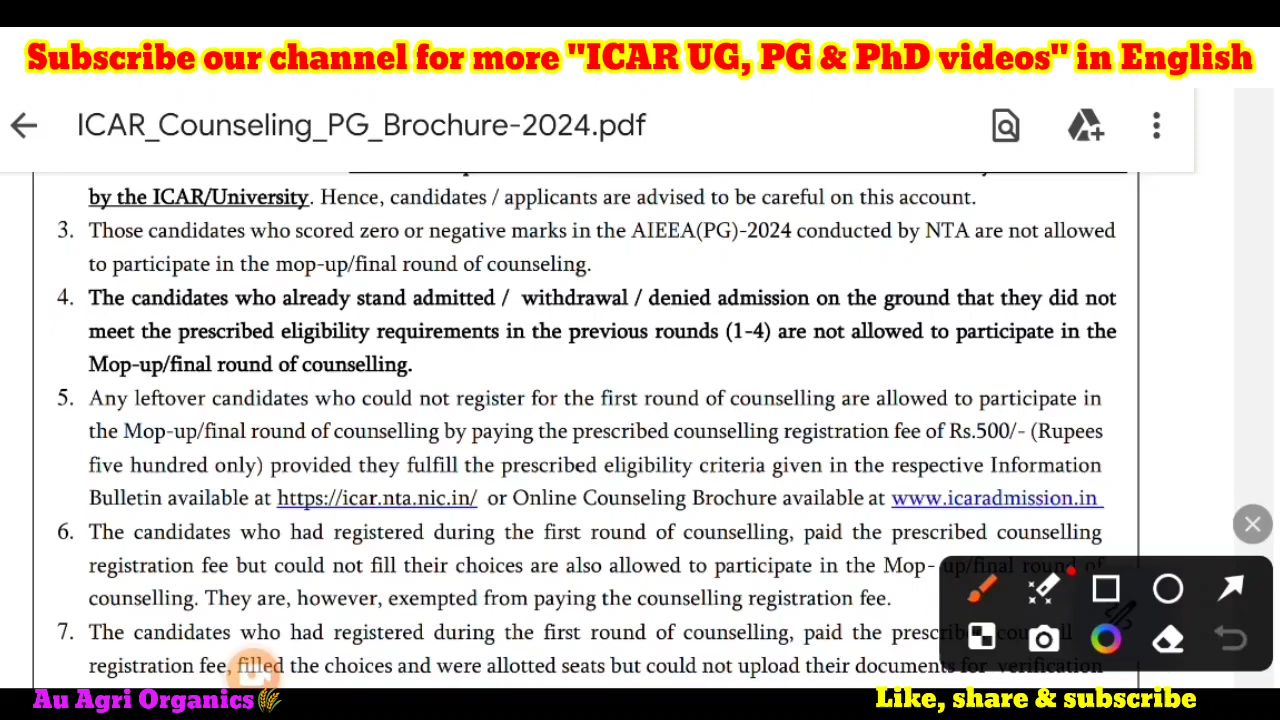 Subscribe our channel for more "ICAR UG, PG & PhD videos" in English
ICAR_Counseling_PG_Brochure-2024.pdf
by the ICAR/University. Hence, candidates / applicants are advised to be careful on this account.
3. Those candidates who scored zero or negative marks in the AIEEA(PG)-2024 conducted by NTA are not allowed
to participate in the mop-up/final round of counseling.
4. The candidates who already stand admitted / withdrawal / denied admission on the ground that they did not
meet the prescribed eligibility requirements in the previous rounds (1-4) are not allowed to participate in the
Mop-up/final round of counselling.
5. Any leftover candidates who could not register for the first round of counselling are allowed to participate in
the Mop-up/final round of counselling by paying the prescribed counselling registration fee of Rs.500/- (Rupees
five hundred only) provided they fulfill the prescribed eligibility criteria given in the respective Information
Bulletin available at https://icar.nta.nic.in/ or Online Counseling Brochure available at www.icaradmission.in
6. The candidates who had registered during the first round of counselling, paid the prescribed counselling
registration fee but could not fill their choices are also allowed to participate in the Mop- up/final round of
counselling. They are, however, exempted from paying the counselling registration fee.
7. The candidates who had registered during the first round of counselling, paid the
registration fee, filled the choices and were allotted seats but could not upload their documents for verification
Au Agri Organics
Like, share & subscribe